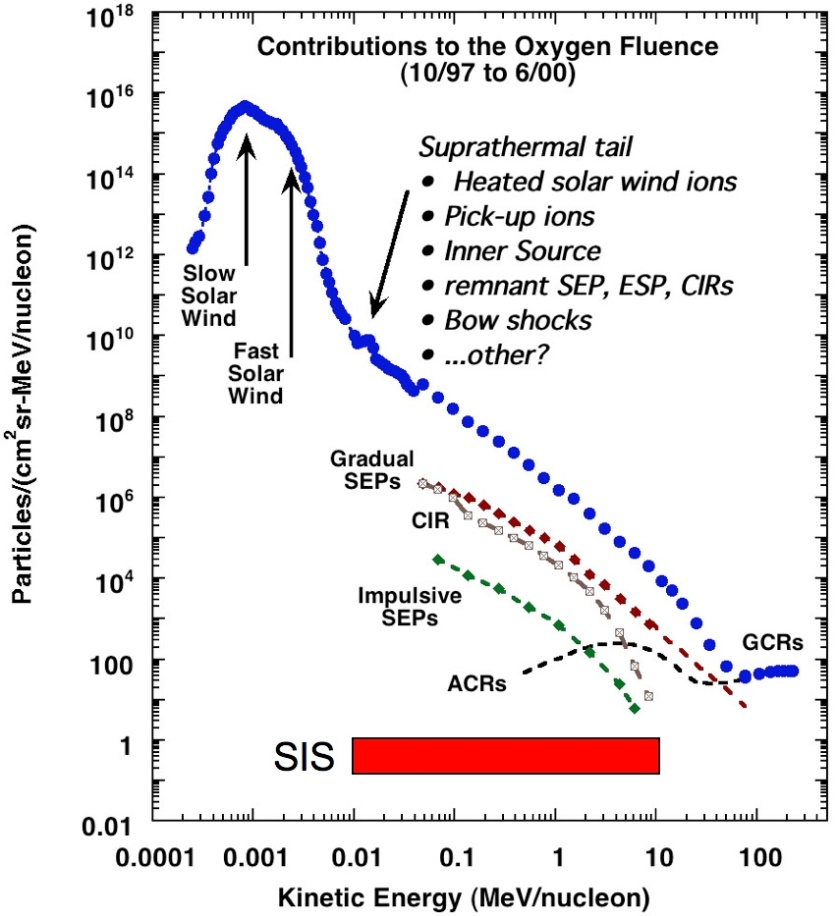 Contributions to the Oxygen Fluence
(10/97 to 6/00)
Suprathermal tail
• Heated solar wind ions
• Pick-up ions
• Inner Source
• remnant SEP, ESP, CIRs
• Bow shocks
• ...other?
Slow
Solar
Wind
Fast
Solar
Wind
Gradual
SEPs
CIR
Impulsive
SEPs
ACRs
GCRs
SIS
Particles/(cm²sr-MeV/nucleon)
10¹⁸
10¹⁶
10¹⁴
10¹²
10¹⁰
10⁸
10⁶
10⁴
100
1
0.01
0.0001 0.001 0.01 0.1 1 10 100
Kinetic Energy (MeV/nucleon)